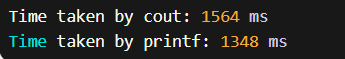 Time taken by cout: 1564 ms
Time taken by printf: 1348 ms